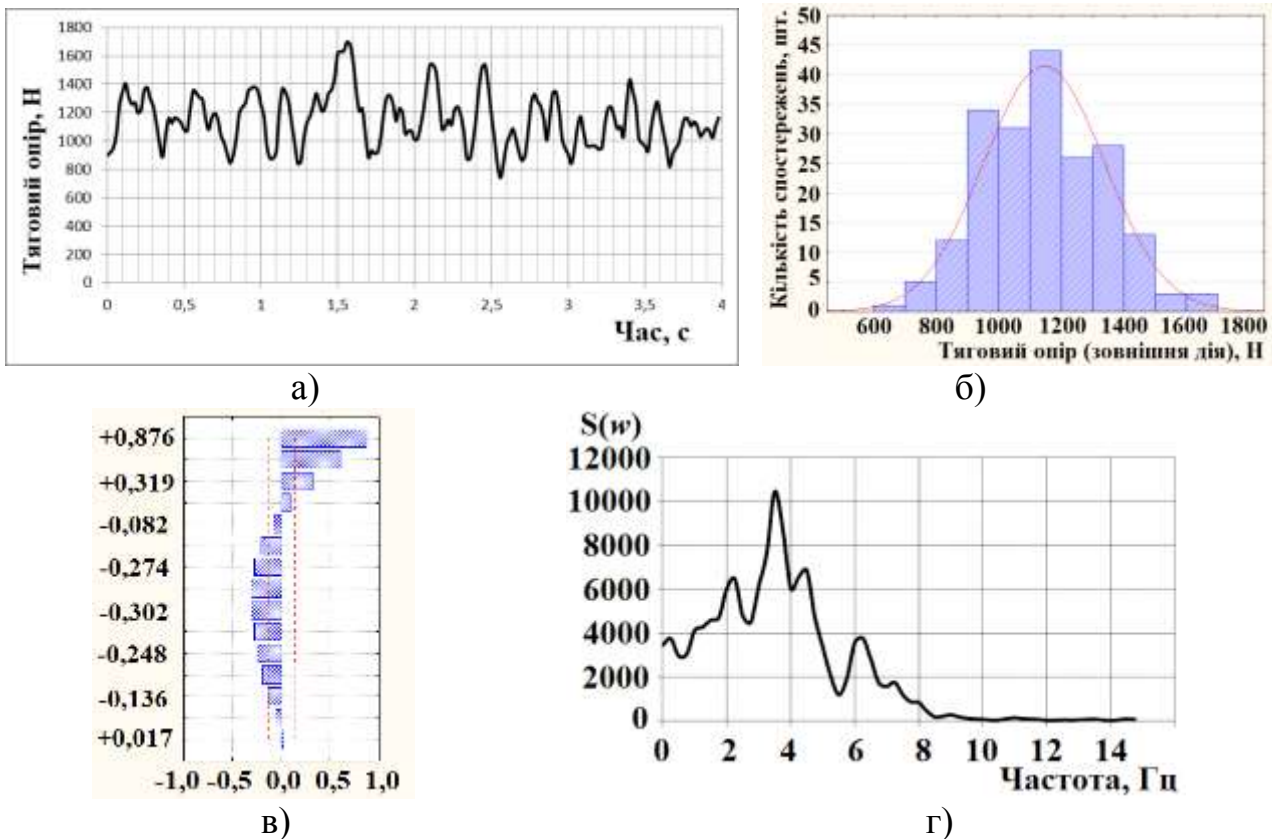 1800
1600
1400
1200
1000
800
600
400
200
0
Тяговий опір, Н
0 0,5 1 1,5 2 2,5 3 3,5 4
Час, с
а)
50
45
40
35
30
25
20
15
10
5
0
Кількість спостережень, шт.
600 800 1000 1200 1400 1600 1800
Тяговий опір (зовнішня дія), Н
б)
+0,876
+0,319
-0,082
-0,274
-0,302
-0,248
-0,136
+0,017
-1,0 -0,5 0,0 0,5 1,0
в)
S(w)
12000
10000
8000
6000
4000
2000
0
0 2 4 6 8 10 12 14
Частота, Гц
г)